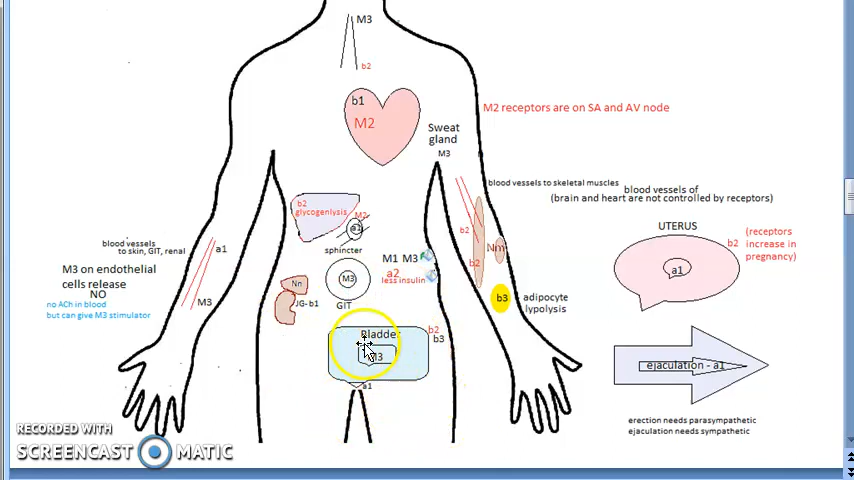 M3
b2
b1
M2
M2 receptors are on SA and AV node
Sweat
gland
M3
blood vessels to skeletal muscles
blood vessels of
(brain and heart are not controlled by receptors)
b2
glycogenlysis
M2
a1
sphincter
b2
Nm
b2
UTERUS
b2
(receptors
increase in
pregnancy)
a1
blood vessels
to skin, GIT, renal
a1
M3 on endothelial
cells release
NO
no ACh in blood
but can give M3 stimulator
M3
Nn
JG- b1
M3
GIT
M1 M3
a2
less insulin
b3
adipocyte
lypolysis
Bladder
M3
b2
b3
a1
ejaculation - a1
erection needs parasympathetic
ejaculation needs sympathetic
RECORDED WITH
SCREENCAST MATIC